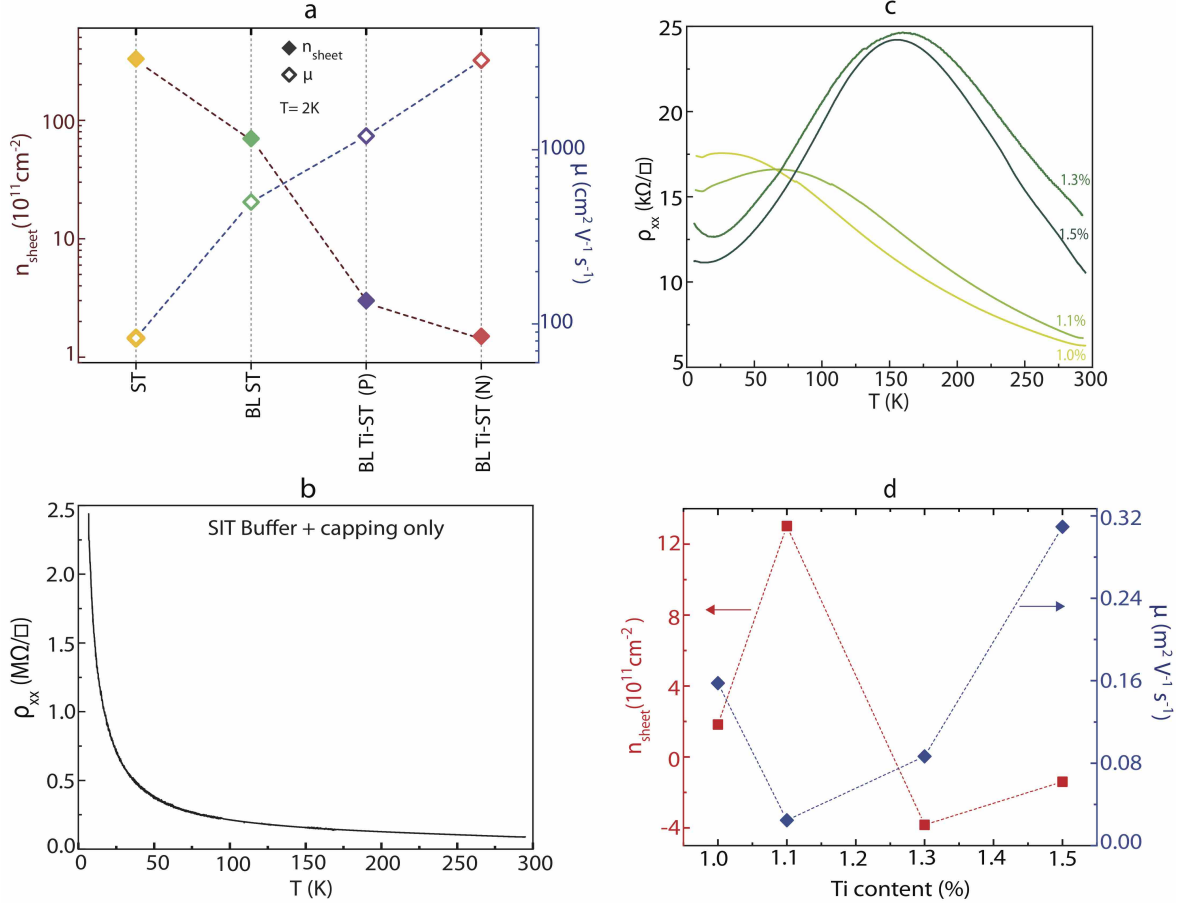 a
n_sheet
μ
T= 2K
100
10
1
n_sheet(10^11cm^-2)
1000
100
μ (cm^2 V^-1 s^-1)
ST
BL ST
BL Ti-ST (P)
BL Ti-ST (N)
c
25
20
15
10
5
ρ_xx (kΩ/□)
1.3%
1.5%
1.1%
1.0%
0
50
100
150
200
250
300
T (K)
b
SIT Buffer + capping only
2.5
2.0
1.5
1.0
0.5
0.0
ρ_xx (MΩ/□)
0
50
100
150
200
250
300
T (K)
d
12
8
4
0
-4
n_sheet(10^11cm^-2)
0.32
0.24
0.16
0.08
0.00
μ (m^2 V^-1 s^-1)
1.0
1.1
1.2
1.3
1.4
1.5
Ti content (%)